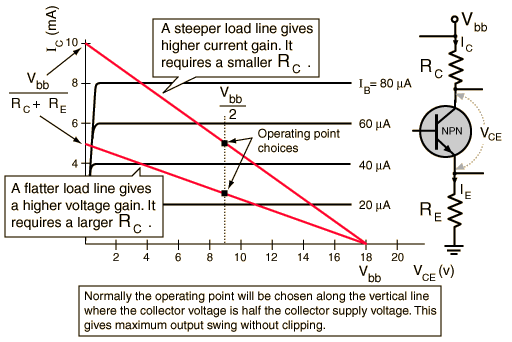 I_C (mA)
10
8
6
4
V_bb
R_C + R_E
A steeper load line gives
higher current gain. It
requires a smaller R_C .
V_bb
2
Operating point
choices
I_B = 80 µA
60 µA
40 µA
20 µA
A flatter load line gives
a higher voltage gain. It
requires a larger R_C .
2 4 6 8 10 12 14 16 18 20
V_bb
V_CE (v)
V_bb
I_C
R_C
NPN
V_CE
I_E
R_E
Normally the operating point will be chosen along the vertical line
where the collector voltage is half the collector supply voltage. This
gives maximum output swing without clipping.